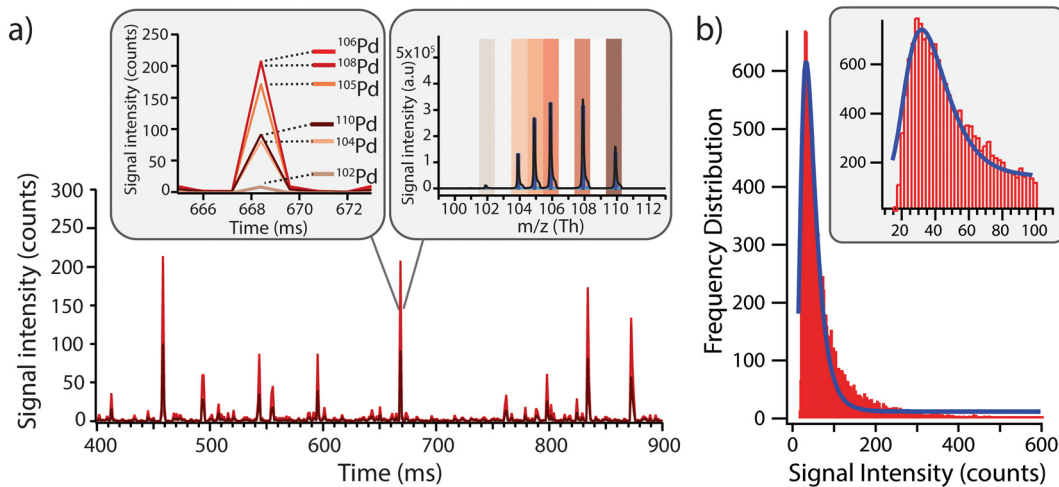 a)
Signal intensity (counts)
250
200
150
100
50
0
¹⁰⁶Pd
¹⁰⁸Pd
¹⁰⁵Pd
¹¹⁰Pd
¹⁰⁴Pd
¹⁰²Pd
666 668 670 672
Time (ms)
Signal intensity (a.u)
5x10⁵
4
3
2
1
0
100 102 104 106 108 110 112
m/z (Th)
Signal intensity (counts)
300
250
200
150
100
50
0
400 500 600 700 800 900
Time (ms)
b)
Frequency Distribution
600
500
400
300
200
100
0
0 200 400 600
Signal Intensity (counts)
600
400
200
20 40 60 80 100